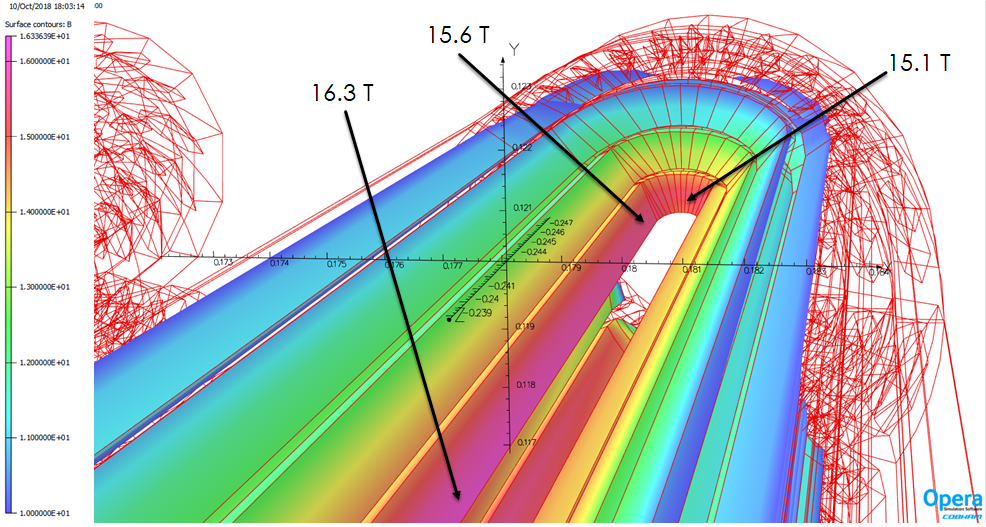 10/Oct/2018 18:03:14 00
Surface contours: B
1.633639E+01
1.600000E+01
1.500000E+01
1.400000E+01
1.300000E+01
1.200000E+01
1.100000E+01
1.000000E+01
15.6 T
16.3 T
15.1 T
Y
0.123
0.122
0.121
0.119
0.118
0.117
0.173
0.174
0.175
0.176
0.177
0.179
0.18
0.181
0.182
0.183
-0.247
-0.246
-0.245
-0.244
-0.241
-0.24
-0.239
Z
Opera
Simulation Software
COBHAM